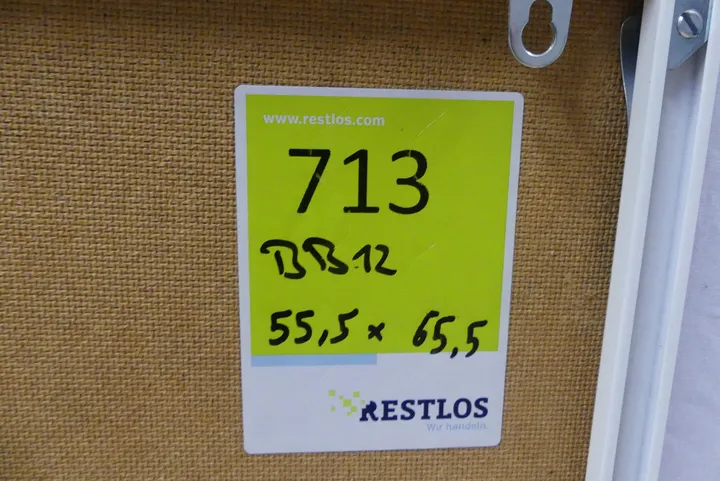 www.restlos.com
713
BB12
55,5 x 65,5
RESTLOS
Wir handeln.